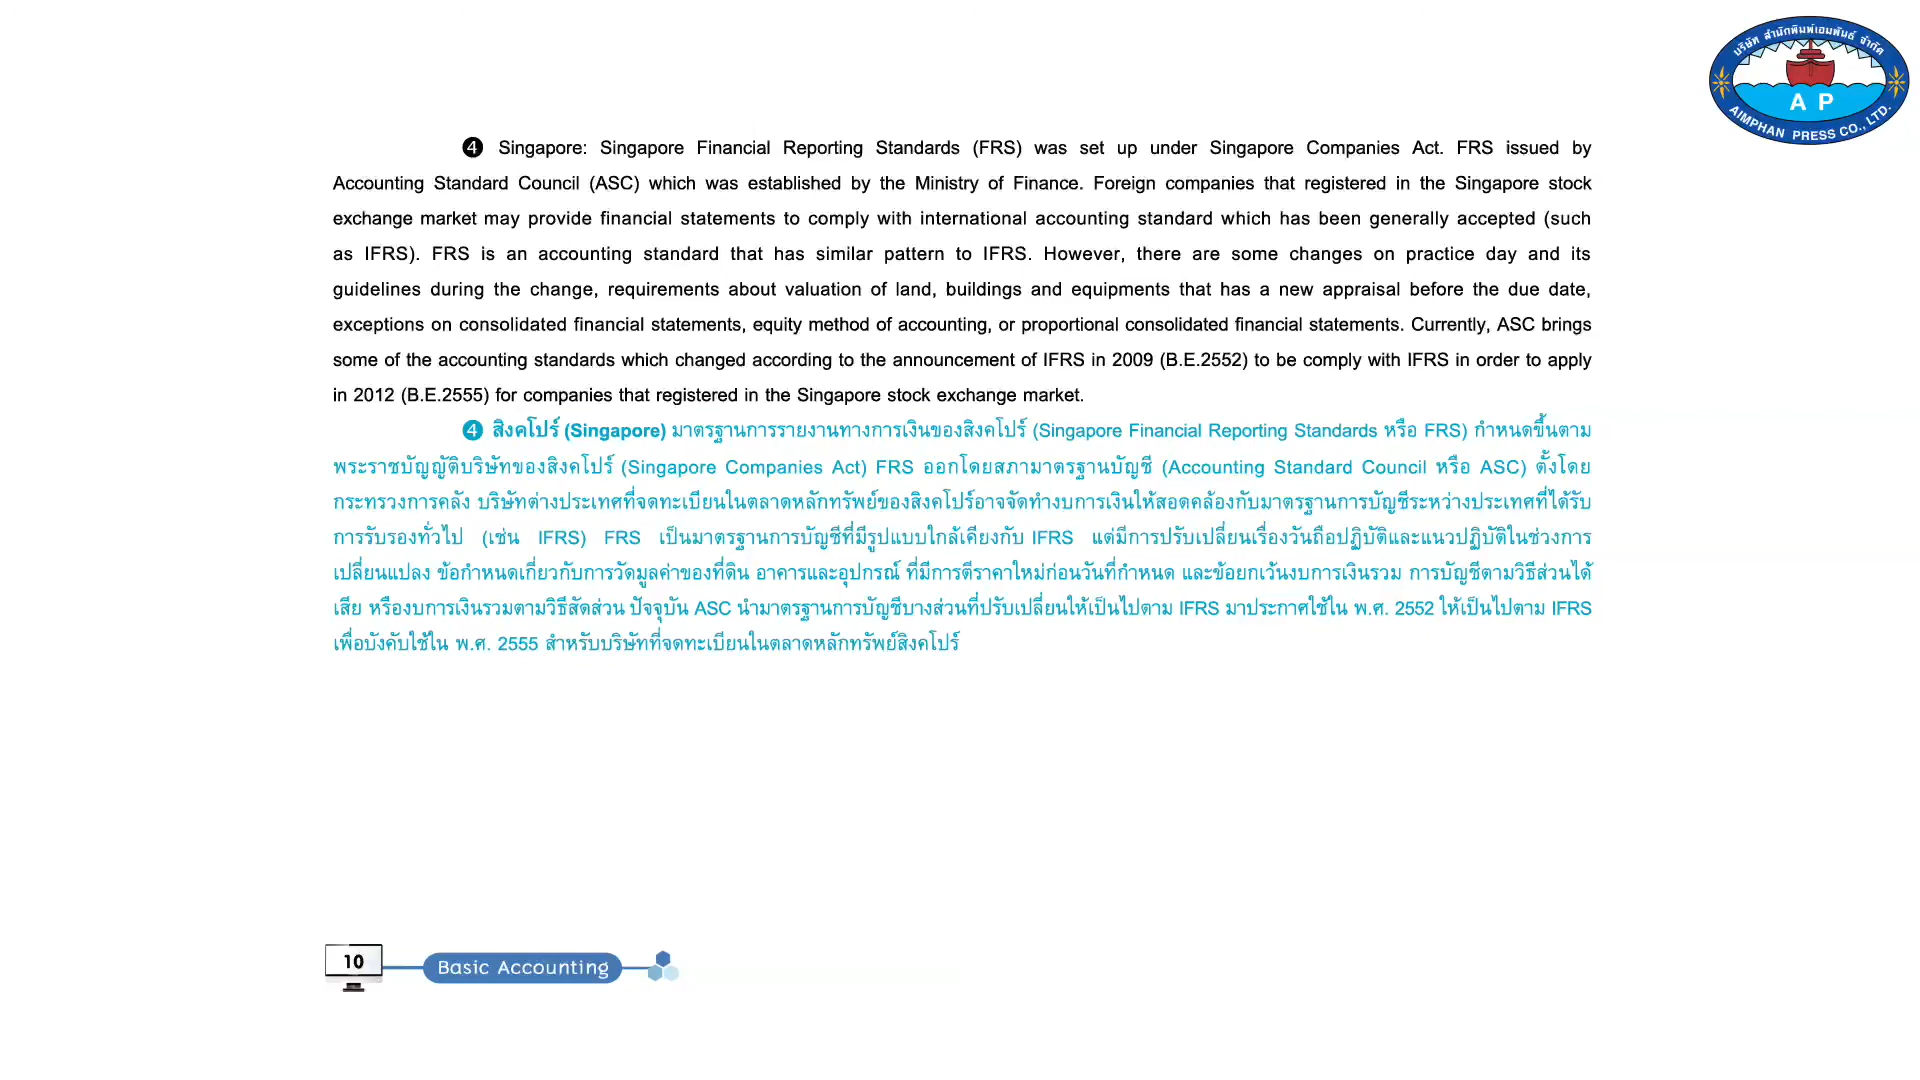 บริษัท สำนักพิมพ์เอมพันธ์ จำกัด
A P
AIMPHAN PRESS CO., LTD.
❹ Singapore: Singapore Financial Reporting Standards (FRS) was set up under Singapore Companies Act. FRS issued by
Accounting Standard Council (ASC) which was established by the Ministry of Finance. Foreign companies that registered in the Singapore stock
exchange market may provide financial statements to comply with international accounting standard which has been generally accepted (such
as IFRS). FRS is an accounting standard that has similar pattern to IFRS. However, there are some changes on practice day and its
guidelines during the change, requirements about valuation of land, buildings and equipments that has a new appraisal before the due date,
exceptions on consolidated financial statements, equity method of accounting, or proportional consolidated financial statements. Currently, ASC brings
some of the accounting standards which changed according to the announcement of IFRS in 2009 (B.E.2552) to be comply with IFRS in order to apply
in 2012 (B.E.2555) for companies that registered in the Singapore stock exchange market.
❹ สิงคโปร์ (Singapore) มาตรฐานการรายงานทางการเงินของสิงคโปร์ (Singapore Financial Reporting Standards หรือ FRS) กำหนดขึ้นตาม
พระราชบัญญัติบริษัทของสิงคโปร์ (Singapore Companies Act) FRS ออกโดยสภามาตรฐานบัญชี (Accounting Standard Council หรือ ASC) ตั้งโดย
กระทรวงการคลัง บริษัทต่างประเทศที่จดทะเบียนในตลาดหลักทรัพย์ของสิงคโปร์อาจจัดทำงบการเงินให้สอดคล้องกับมาตรฐานการบัญชีระหว่างประเทศที่ได้รับ
การรับรองทั่วไป (เช่น IFRS) FRS เป็นมาตรฐานการบัญชีที่มีรูปแบบใกล้เคียงกับ IFRS แต่มีการปรับเปลี่ยนเรื่องวันถือปฏิบัติและแนวปฏิบัติในช่วงการ
เปลี่ยนแปลง ข้อกำหนดเกี่ยวกับการวัดมูลค่าของที่ดิน อาคารและอุปกรณ์ ที่มีการตีราคาใหม่ก่อนวันที่กำหนด และข้อยกเว้นงบการเงินรวม การบัญชีตามวิธีส่วนได้
เสีย หรืองบการเงินรวมตามวิธีสัดส่วน ปัจจุบัน ASC นำมาตรฐานการบัญชีบางส่วนที่ปรับเปลี่ยนให้เป็นไปตาม IFRS มาประกาศใช้ใน พ.ศ. 2552 ให้เป็นไปตาม IFRS
เพื่อบังคับใช้ใน พ.ศ. 2555 สำหรับบริษัทที่จดทะเบียนในตลาดหลักทรัพย์สิงคโปร์
10
Basic Accounting